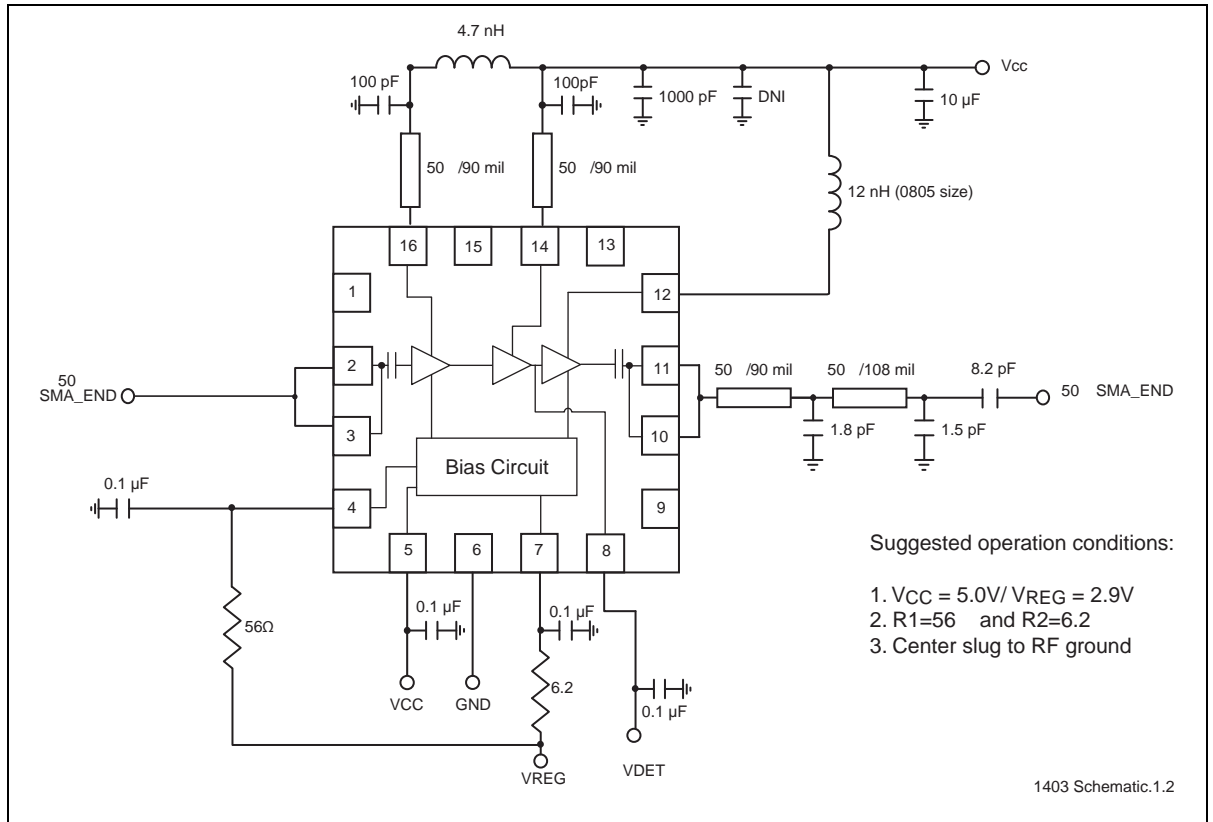 4.7 nH
100 pF
100pF
1000 pF
DNI
Vcc
10 µF
50 /90 mil
50 /90 mil
12 nH (0805 size)
16
15
14
13
1
12
2
11
50 /90 mil
50 /108 mil
8.2 pF
50
SMA_END
50 SMA_END
3
10
1.8 pF
1.5 pF
Bias Circuit
0.1 µF
4
9
5
6
7
8
Suggested operation conditions:
1. VCC = 5.0V/ VREG = 2.9V
2. R1=56 and R2=6.2
3. Center slug to RF ground
0.1 µF
0.1 µF
56Ω
6.2
VCC
GND
0.1 µF
VREG
VDET
1403 Schematic.1.2